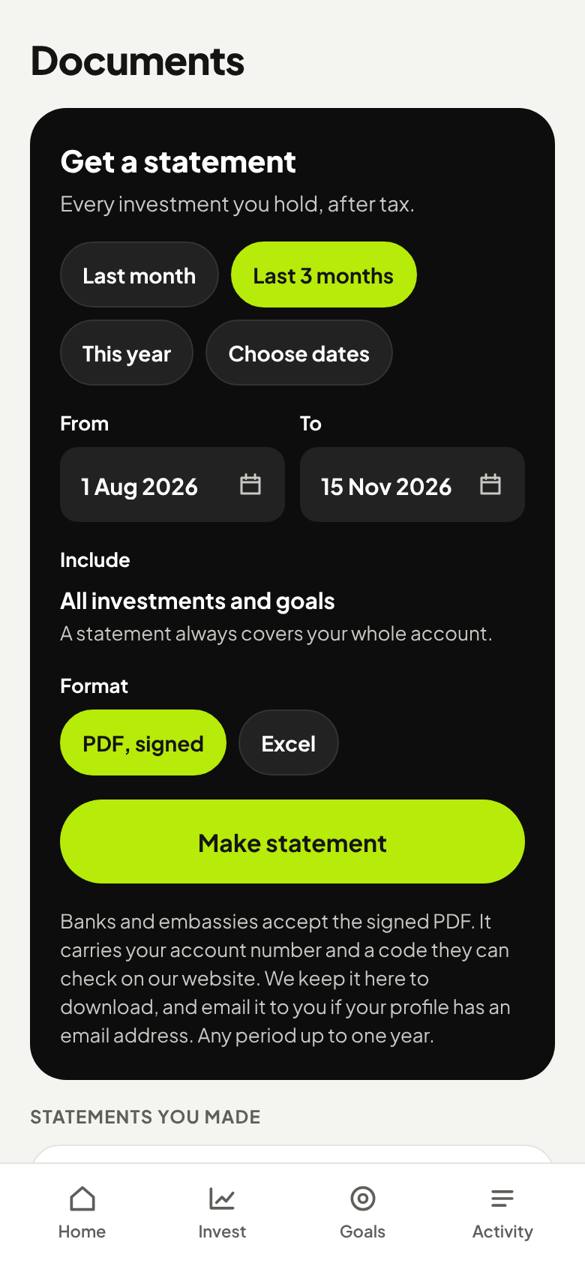 Documents
Get a statement
Every investment you hold, after tax.
Last month
Last 3 months
This year
Choose dates
From
To
1 Aug 2026
15 Nov 2026
Include
All investments and goals
A statement always covers your whole account.
Format
PDF, signed
Excel
Make statement
Banks and embassies accept the signed PDF. It
carries your account number and a code they can
check on our website. We keep it here to
download, and email it to you if your profile has an
email address. Any period up to one year.
STATEMENTS YOU MADE
Home
Invest
Goals
Activity